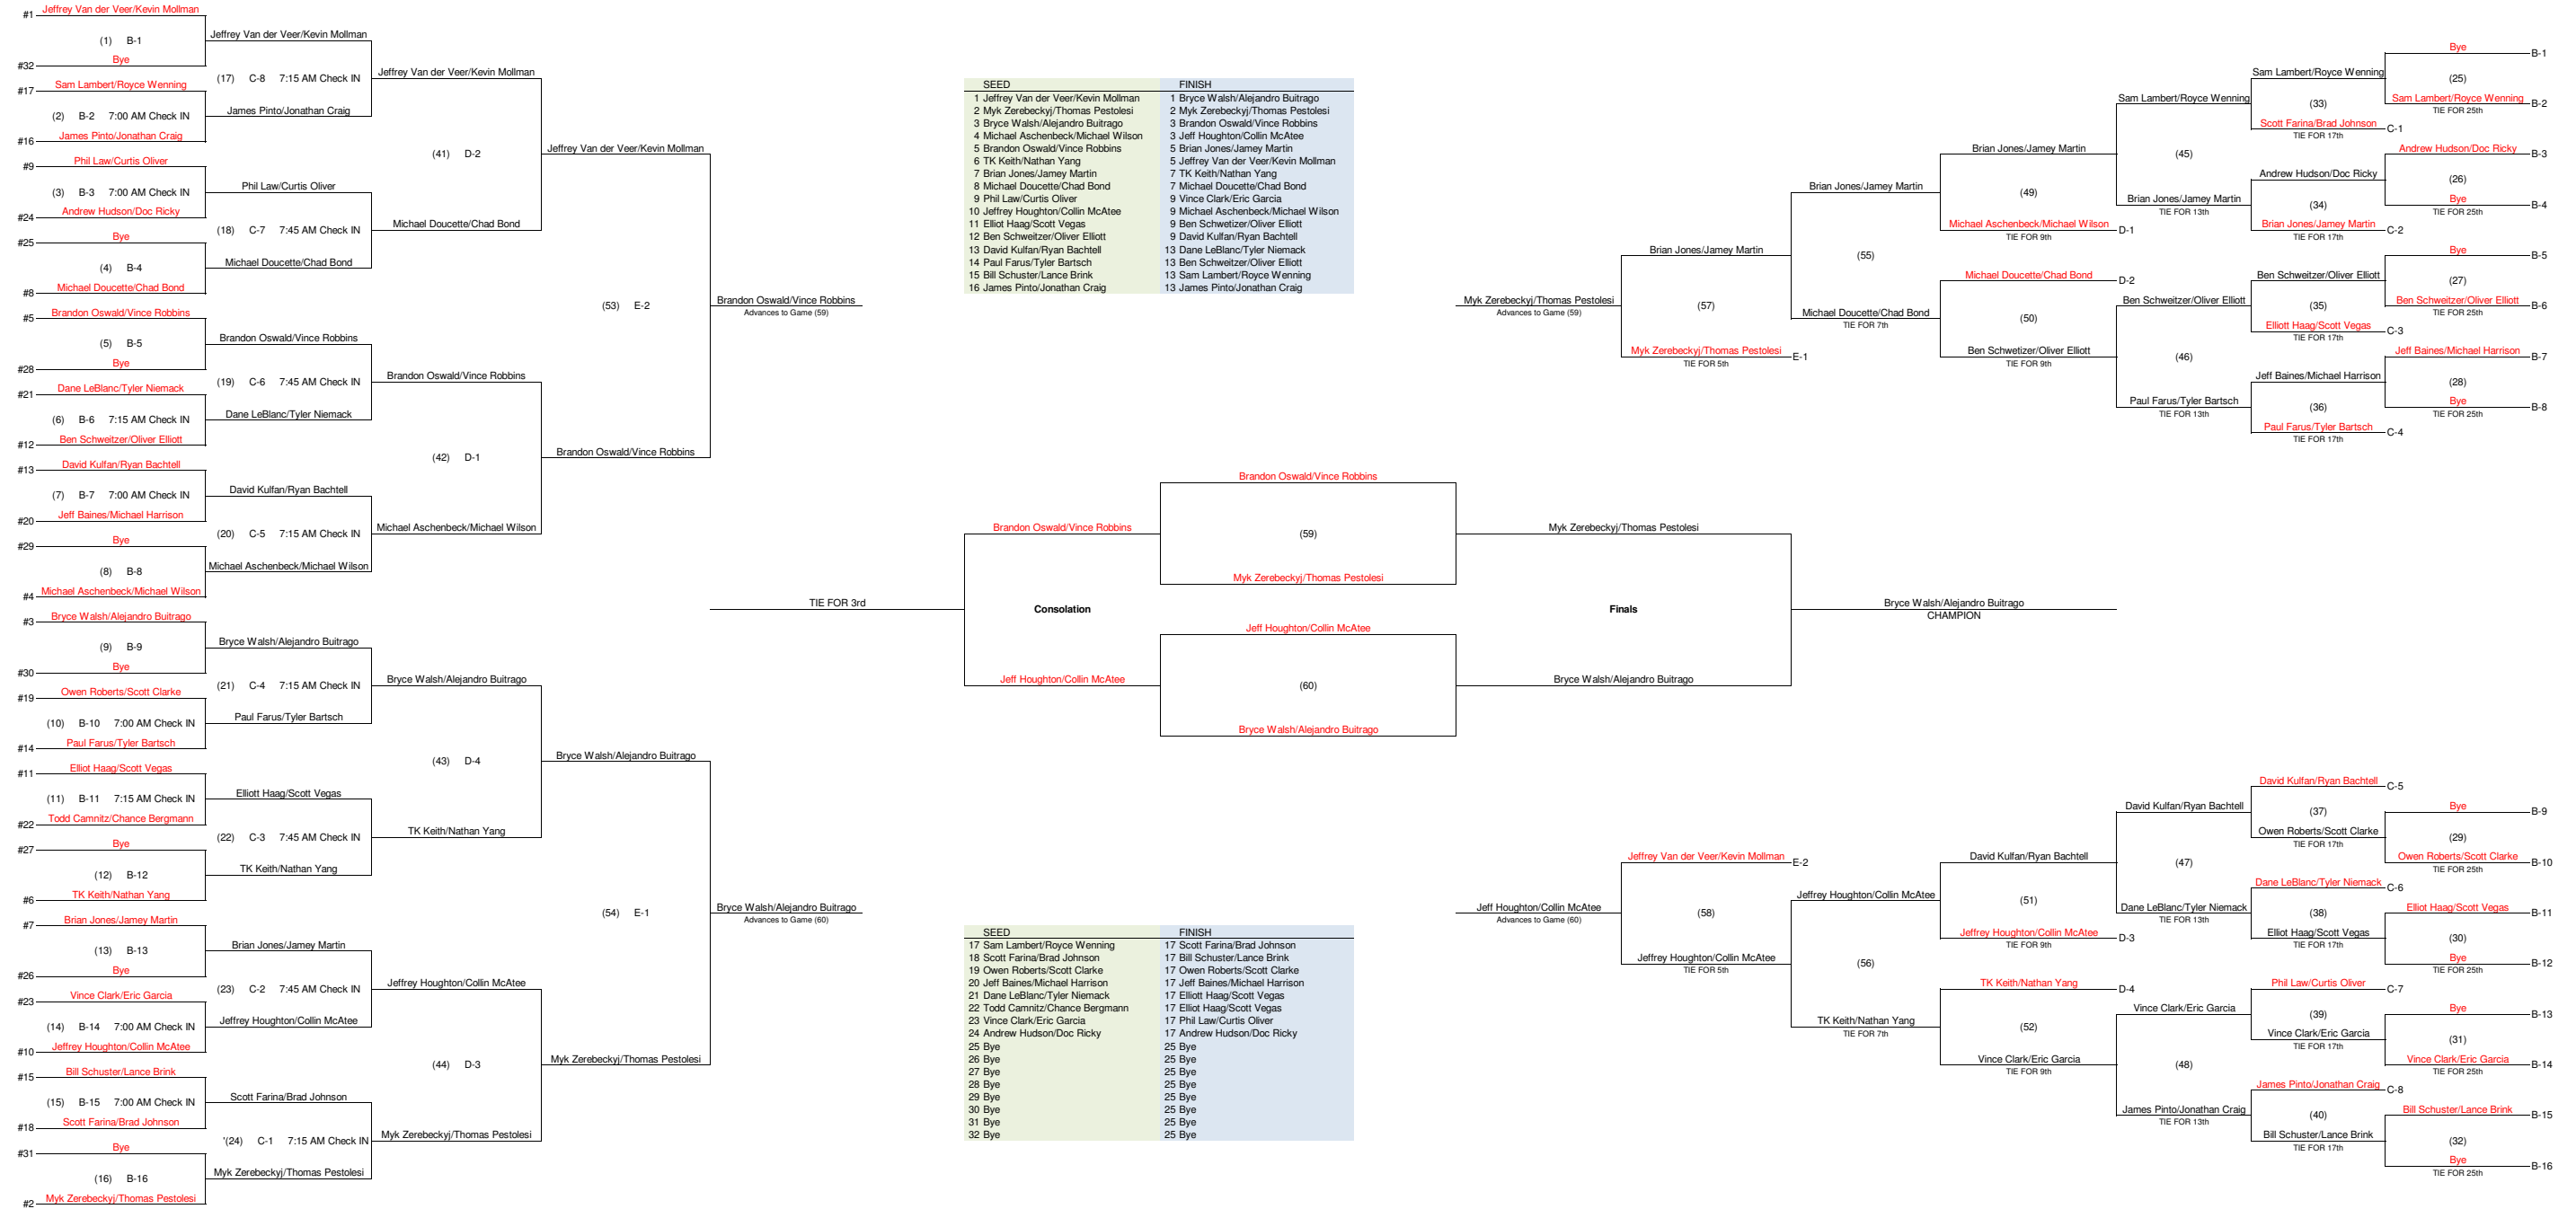 #1 Jeffrey Van der Veer/Kevin Mollman
(1) B-1
#32 Bye
#17 Sam Lambert/Royce Wenning
(2) B-2 7:00 AM Check IN
#16 James Pinto/Jonathan Craig
#9 Phil Law/Curtis Oliver
(3) B-3 7:00 AM Check IN
#24 Andrew Hudson/Doc Ricky
#25 Bye
(4) B-4
#8 Michael Doucette/Chad Bond
#5 Brandon Oswald/Vince Robbins
(5) B-5
#28 Bye
#21 Dane LeBlanc/Tyler Niemack
(6) B-6 7:15 AM Check IN
#12 Ben Schweitzer/Oliver Elliott
#13 David Kulfan/Ryan Bachtell
(7) B-7 7:00 AM Check IN
#20 Jeff Baines/Michael Harrison
#29 Bye
(8) B-8
#4 Michael Aschenbeck/Michael Wilson
#3 Bryce Walsh/Alejandro Buitrago
(9) B-9
#30 Bye
#19 Owen Roberts/Scott Clarke
(10) B-10 7:00 AM Check IN
#14 Paul Farus/Tyler Bartsch
#11 Elliot Haag/Scott Vegas
(11) B-11 7:15 AM Check IN
#22 Todd Camnitz/Chance Bergmann
#27 Bye
(12) B-12
#6 TK Keith/Nathan Yang
#7 Brian Jones/Jamey Martin
(13) B-13
#26 Bye
#23 Vince Clark/Eric Garcia
(14) B-14 7:00 AM Check IN
#10 Jeffrey Houghton/Collin McAtee
#15 Bill Schuster/Lance Brink
(15) B-15 7:00 AM Check IN
#18 Scott Farina/Brad Johnson
#31 Bye
(16) B-16
#2 Myk Zerebeckyj/Thomas Pestolesi
Jeffrey Van der Veer/Kevin Mollman
(17) C-8 7:15 AM Check IN
James Pinto/Jonathan Craig
Phil Law/Curtis Oliver
(18) C-7 7:45 AM Check IN
Michael Doucette/Chad Bond
Brandon Oswald/Vince Robbins
(19) C-6 7:45 AM Check IN
Dane LeBlanc/Tyler Niemack
David Kulfan/Ryan Bachtell
(20) C-5 7:15 AM Check IN
Michael Aschenbeck/Michael Wilson
Bryce Walsh/Alejandro Buitrago
(21) C-4 7:15 AM Check IN
Paul Farus/Tyler Bartsch
Elliott Haag/Scott Vegas
(22) C-3 7:45 AM Check IN
TK Keith/Nathan Yang
Brian Jones/Jamey Martin
(23) C-2 7:45 AM Check IN
Jeffrey Houghton/Collin McAtee
Scott Farina/Brad Johnson
'(24) C-1 7:15 AM Check IN
Myk Zerebeckyj/Thomas Pestolesi
Jeffrey Van der Veer/Kevin Mollman
(41) D-2
Michael Doucette/Chad Bond
Brandon Oswald/Vince Robbins
(42) D-1
Michael Aschenbeck/Michael Wilson
Bryce Walsh/Alejandro Buitrago
(43) D-4
TK Keith/Nathan Yang
Jeffrey Houghton/Collin McAtee
(44) D-3
Myk Zerebeckyj/Thomas Pestolesi
Jeffrey Van der Veer/Kevin Mollman
(53) E-2
Brandon Oswald/Vince Robbins
Bryce Walsh/Alejandro Buitrago
(54) E-1
Myk Zerebeckyj/Thomas Pestolesi
Brandon Oswald/Vince Robbins
Advances to Game (59)
Bryce Walsh/Alejandro Buitrago
Advances to Game (60)
SEED FINISH
1 Jeffrey Van der Veer/Kevin Mollman 1 Bryce Walsh/Alejandro Buitrago
2 Myk Zerebeckyj/Thomas Pestolesi 2 Myk Zerebeckyj/Thomas Pestolesi
3 Bryce Walsh/Alejandro Buitrago 3 Brandon Oswald/Vince Robbins
4 Michael Aschenbeck/Michael Wilson 3 Jeff Houghton/Collin McAtee
5 Brandon Oswald/Vince Robbins 5 Brian Jones/Jamey Martin
6 TK Keith/Nathan Yang 5 Jeffrey Van der Veer/Kevin Mollman
7 Brian Jones/Jamey Martin 7 TK Keith/Nathan Yang
8 Michael Doucette/Chad Bond 7 Michael Doucette/Chad Bond
9 Phil Law/Curtis Oliver 9 Vince Clark/Eric Garcia
10 Jeffrey Houghton/Collin McAtee 9 Michael Aschenbeck/Michael Wilson
11 Elliot Haag/Scott Vegas 9 Ben Schwetizer/Oliver Elliott
12 Ben Schweitzer/Oliver Elliott 9 David Kulfan/Ryan Bachtell
13 David Kulfan/Ryan Bachtell 13 Dane LeBlanc/Tyler Niemack
14 Paul Farus/Tyler Bartsch 13 Ben Schweitzer/Oliver Elliott
15 Bill Schuster/Lance Brink 13 Sam Lambert/Royce Wenning
16 James Pinto/Jonathan Craig 13 James Pinto/Jonathan Craig
TIE FOR 3rd
Brandon Oswald/Vince Robbins
Consolation
Jeff Houghton/Collin McAtee
Brandon Oswald/Vince Robbins
(59)
Myk Zerebeckyj/Thomas Pestolesi
Jeff Houghton/Collin McAtee
(60)
Bryce Walsh/Alejandro Buitrago
Myk Zerebeckyj/Thomas Pestolesi
Finals
Bryce Walsh/Alejandro Buitrago
Bryce Walsh/Alejandro Buitrago
CHAMPION
SEED FINISH
17 Sam Lambert/Royce Wenning 17 Scott Farina/Brad Johnson
18 Scott Farina/Brad Johnson 17 Bill Schuster/Lance Brink
19 Owen Roberts/Scott Clarke 17 Owen Roberts/Scott Clarke
20 Jeff Baines/Michael Harrison 17 Jeff Baines/Michael Harrison
21 Dane LeBlanc/Tyler Niemack 17 Elliott Haag/Scott Vegas
22 Todd Camnitz/Chance Bergmann 17 Elliot Haag/Scott Vegas
23 Vince Clark/Eric Garcia 17 Phil Law/Curtis Oliver
24 Andrew Hudson/Doc Ricky 17 Andrew Hudson/Doc Ricky
25 Bye 25 Bye
26 Bye 25 Bye
27 Bye 25 Bye
28 Bye 25 Bye
29 Bye 25 Bye
30 Bye 25 Bye
31 Bye 25 Bye
32 Bye 25 Bye
Myk Zerebeckyj/Thomas Pestolesi
Advances to Game (59)
Brian Jones/Jamey Martin
(57)
Myk Zerebeckyj/Thomas Pestolesi E-1
TIE FOR 5th
Brian Jones/Jamey Martin
(55)
Michael Doucette/Chad Bond
TIE FOR 7th
Brian Jones/Jamey Martin
(49)
Michael Aschenbeck/Michael Wilson D-1
TIE FOR 9th
Michael Doucette/Chad Bond D-2
(50)
Ben Schwetizer/Oliver Elliott
TIE FOR 9th
Sam Lambert/Royce Wenning
(45)
Brian Jones/Jamey Martin
TIE FOR 13th
Ben Schweitzer/Oliver Elliott
(46)
Paul Farus/Tyler Bartsch
TIE FOR 13th
Sam Lambert/Royce Wenning
(33)
Scott Farina/Brad Johnson C-1
TIE FOR 17th
Andrew Hudson/Doc Ricky
(34)
Brian Jones/Jamey Martin C-2
TIE FOR 17th
Ben Schweitzer/Oliver Elliott
(35)
Elliott Haag/Scott Vegas C-3
TIE FOR 17th
Jeff Baines/Michael Harrison
(36)
Paul Farus/Tyler Bartsch C-4
TIE FOR 17th
Bye B-1
(25)
Sam Lambert/Royce Wenning B-2
TIE FOR 25th
Andrew Hudson/Doc Ricky B-3
(26)
Bye B-4
TIE FOR 25th
Bye B-5
(27)
Ben Schweitzer/Oliver Elliott B-6
TIE FOR 25th
Jeff Baines/Michael Harrison B-7
(28)
Bye B-8
TIE FOR 25th
Jeff Houghton/Collin McAtee
Advances to Game (60)
Jeffrey Van der Veer/Kevin Mollman E-2
(58)
Jeffrey Houghton/Collin McAtee
TIE FOR 5th
Jeffrey Houghton/Collin McAtee
(56)
TK Keith/Nathan Yang
TIE FOR 7th
David Kulfan/Ryan Bachtell
(51)
Jeffrey Houghton/Collin McAtee D-3
TIE FOR 9th
TK Keith/Nathan Yang D-4
(52)
Vince Clark/Eric Garcia
TIE FOR 9th
David Kulfan/Ryan Bachtell
(47)
Dane LeBlanc/Tyler Niemack
TIE FOR 13th
Vince Clark/Eric Garcia
(48)
James Pinto/Jonathan Craig
TIE FOR 13th
David Kulfan/Ryan Bachtell C-5
(37)
Owen Roberts/Scott Clarke
TIE FOR 17th
Dane LeBlanc/Tyler Niemack C-6
(38)
Elliot Haag/Scott Vegas
TIE FOR 17th
Phil Law/Curtis Oliver C-7
(39)
Vince Clark/Eric Garcia
TIE FOR 17th
James Pinto/Jonathan Craig C-8
(40)
Bill Schuster/Lance Brink
TIE FOR 17th
Bye B-9
(29)
Owen Roberts/Scott Clarke B-10
TIE FOR 25th
Elliot Haag/Scott Vegas B-11
(30)
Bye B-12
TIE FOR 25th
Bye B-13
(31)
Vince Clark/Eric Garcia B-14
TIE FOR 25th
Bill Schuster/Lance Brink B-15
(32)
Bye B-16
TIE FOR 25th